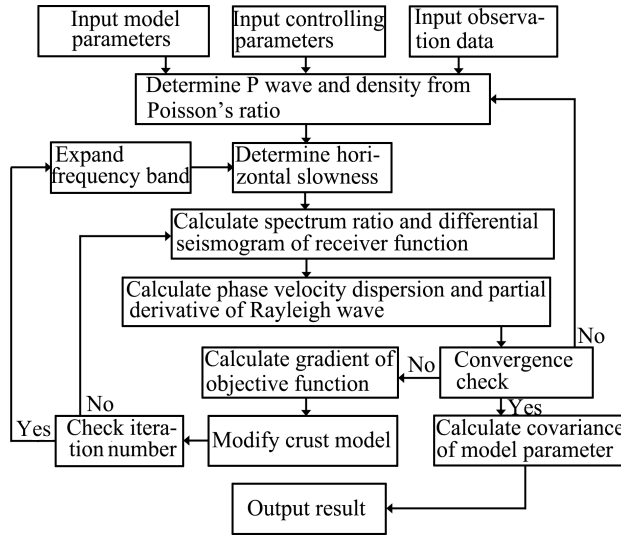 Input model
parameters
Input controlling
parameters
Input observa-
tion data
Determine P wave and density from
Poisson's ratio
Expand
frequency band
Determine hori-
zontal slowness
Calculate spectrum ratio and differential
seismogram of receiver function
Calculate phase velocity dispersion and partial
derivative of Rayleigh wave
No
Calculate gradient of
objective function
No
Convergence
check
Yes
No
Yes
Check itera-
tion number
Modify crust model
Calculate covariance
of model parameter
Output result